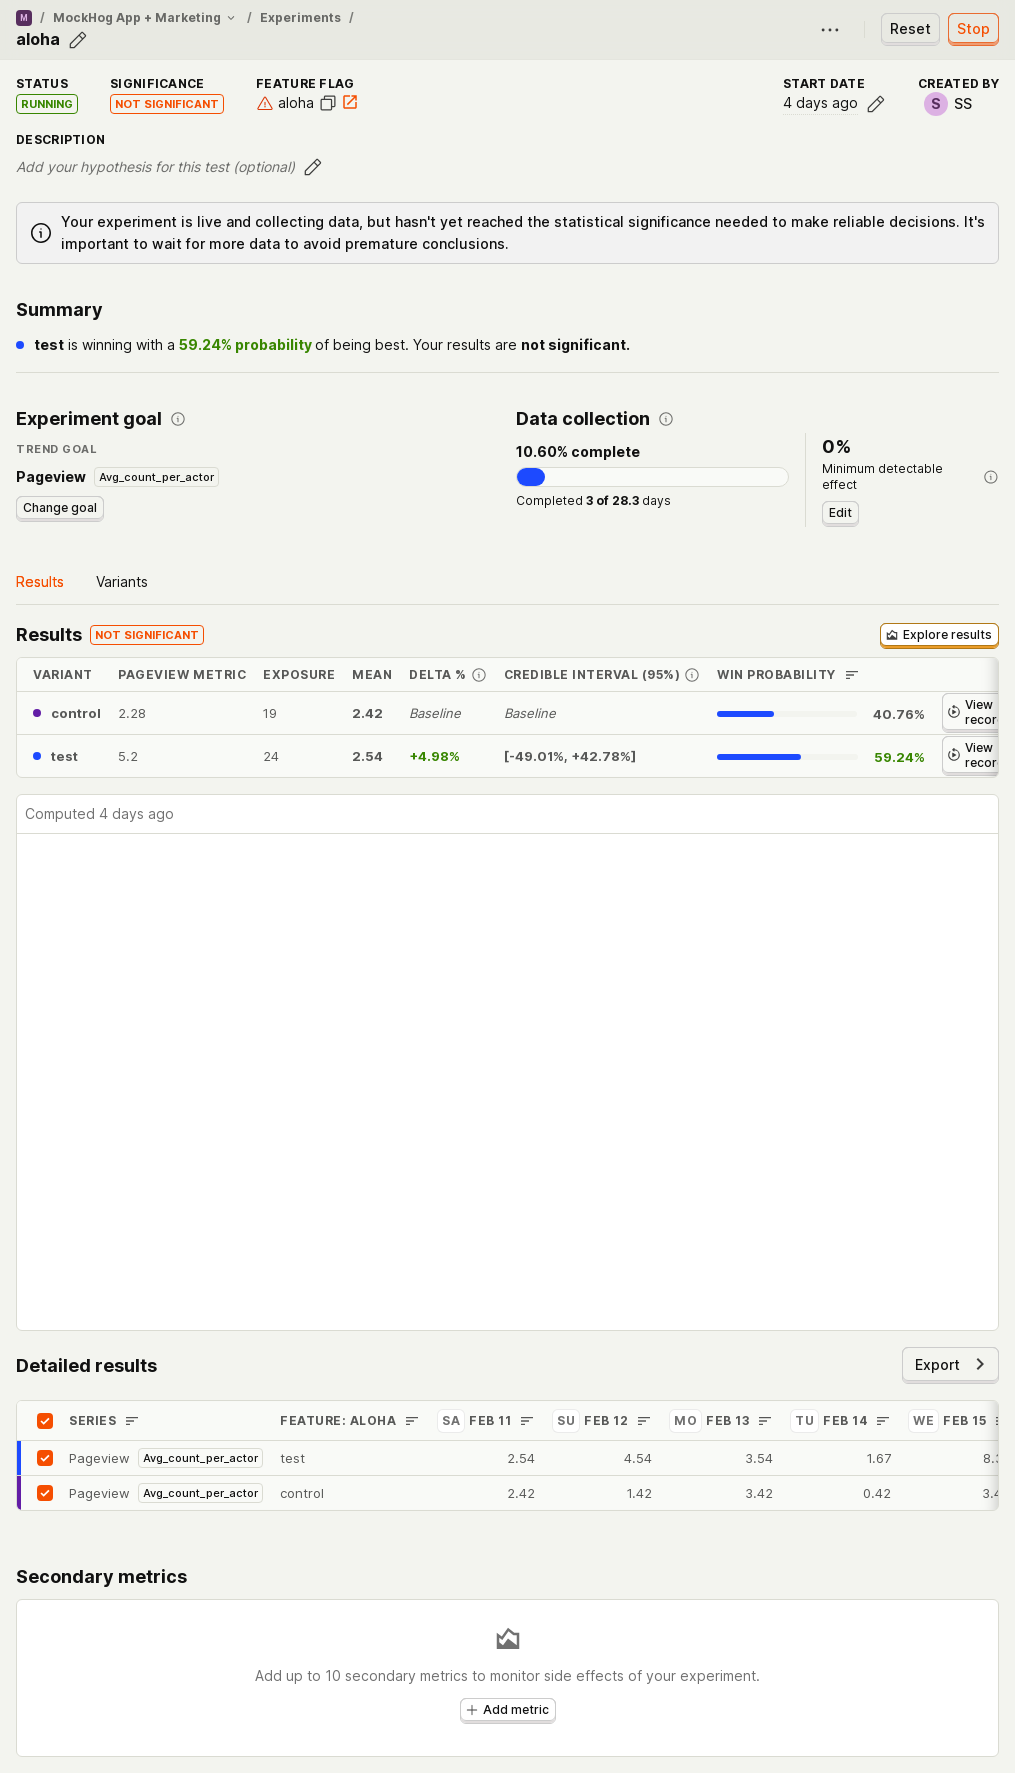 M / MockHog App + Marketing / Experiments /
aloha
Reset Stop
STATUS SIGNIFICANCE FEATURE FLAG START DATE CREATED BY
RUNNING NOT SIGNIFICANT aloha 4 days ago S SS
DESCRIPTION
Add your hypothesis for this test (optional)
Your experiment is live and collecting data, but hasn't yet reached the statistical significance needed to make reliable decisions. It's
important to wait for more data to avoid premature conclusions.
Summary
test is winning with a 59.24% probability of being best. Your results are not significant.
Experiment goal
TREND GOAL
Pageview Avg_count_per_actor
Change goal
Data collection
10.60% complete
Completed 3 of 28.3 days
0%
Minimum detectable
effect
Edit
Results Variants
Results NOT SIGNIFICANT Explore results
VARIANT PAGEVIEW METRIC EXPOSURE MEAN DELTA % CREDIBLE INTERVAL (95%) WIN PROBABILITY
control 2.28 19 2.42 Baseline Baseline 40.76% View
recor
test 5.2 24 2.54 +4.98% [-49.01%, +42.78%] 59.24% View
recor
Computed 4 days ago
Detailed results Export
SERIES FEATURE: ALOHA SA FEB 11 SU FEB 12 MO FEB 13 TU FEB 14 WE FEB 15
Pageview Avg_count_per_actor test 2.54 4.54 3.54 1.67 8.3
Pageview Avg_count_per_actor control 2.42 1.42 3.42 0.42 3.4
Secondary metrics
Add up to 10 secondary metrics to monitor side effects of your experiment.
Add metric